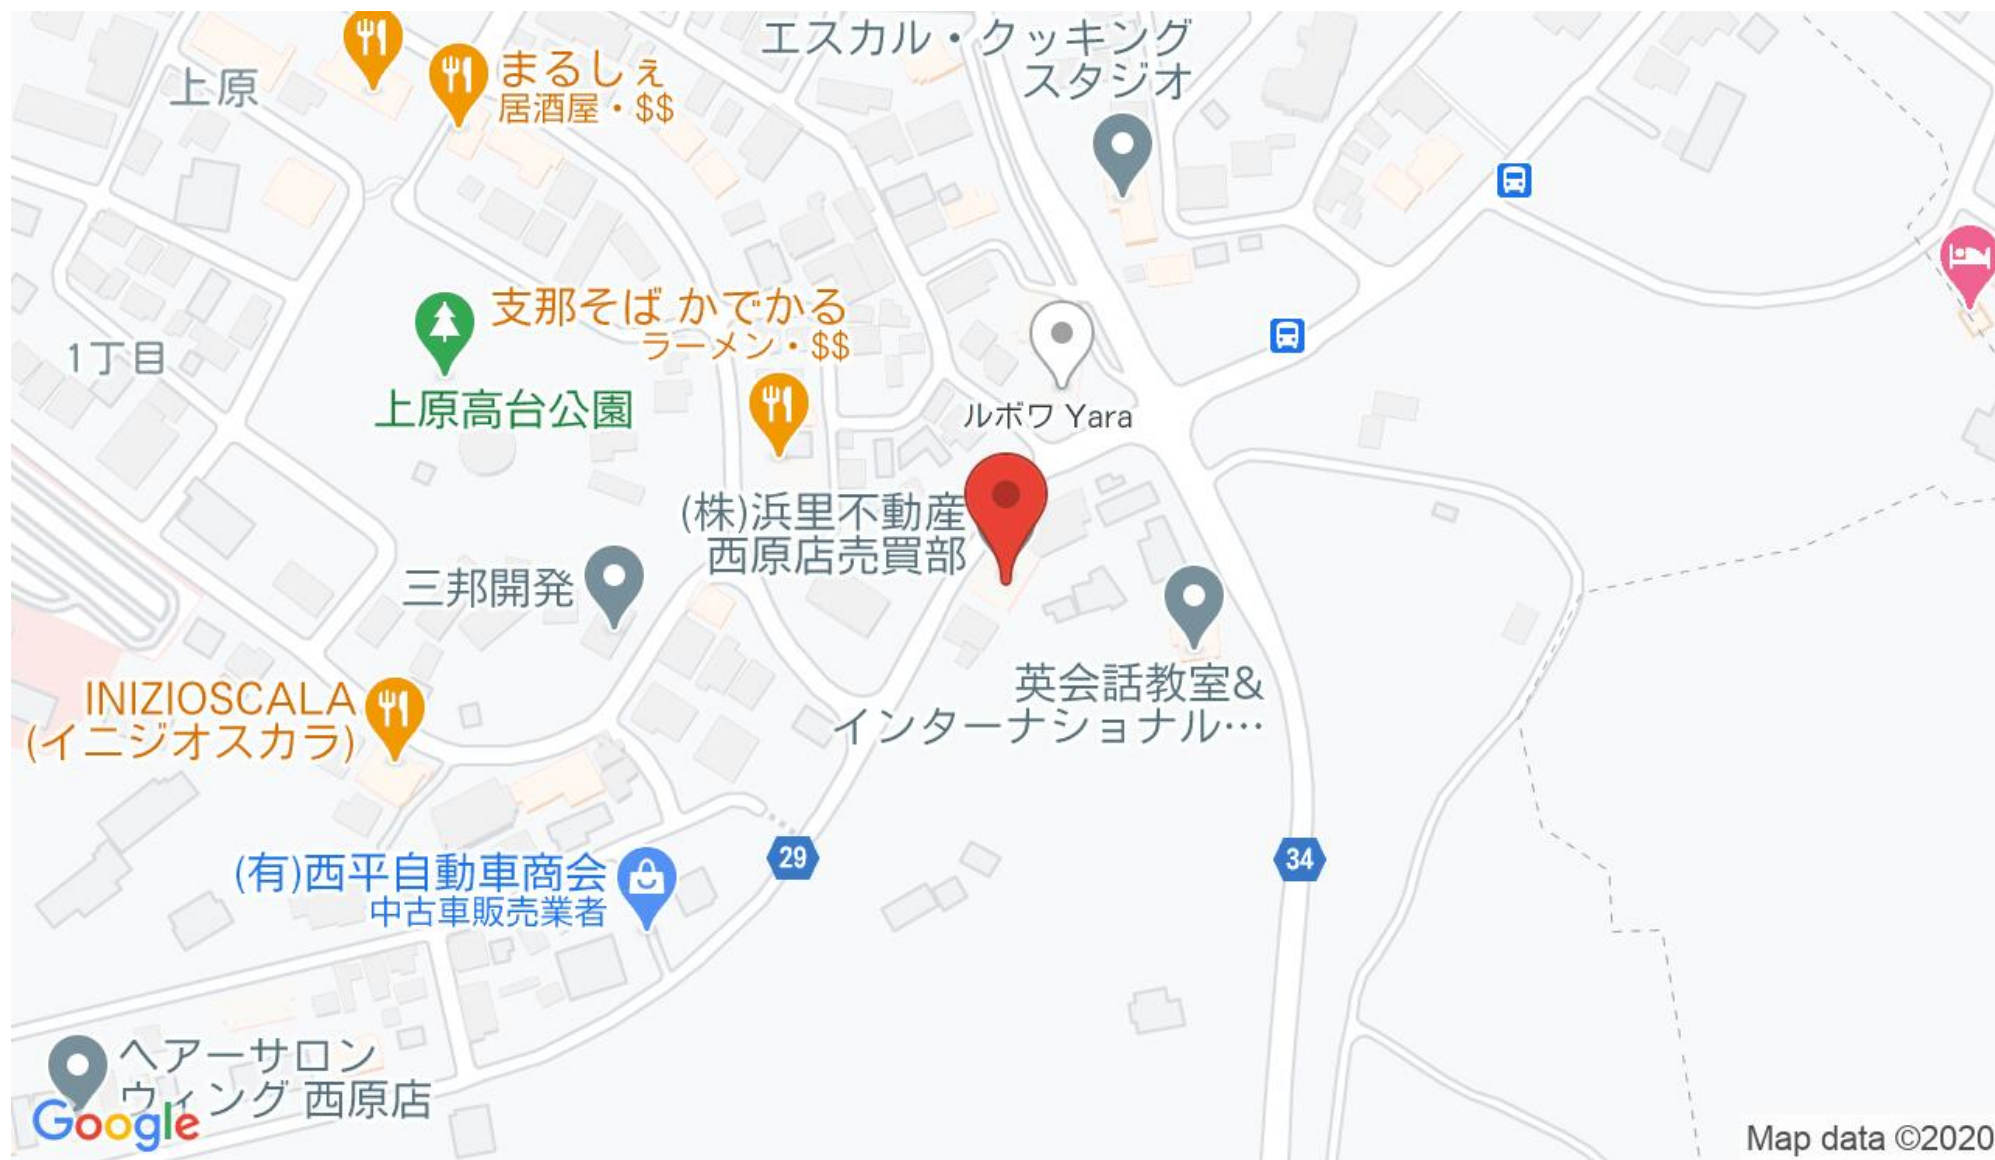 エスカル・クッキング
スタジオ
まるしぇ
居酒屋・$$
上原
支那そば かでかる
ラーメン・$$
1丁目
上原高台公園
ルボワ Yara
(株)浜里不動産
西原店売買部
三邦開発
英会話教室&
インターナショナル…
INIZIOSCALA
(イニジオスカラ)
29
34
(有)西平自動車商会
中古車販売業者
ヘアーサロン
ウィング 西原店
Google
Map data ©2020